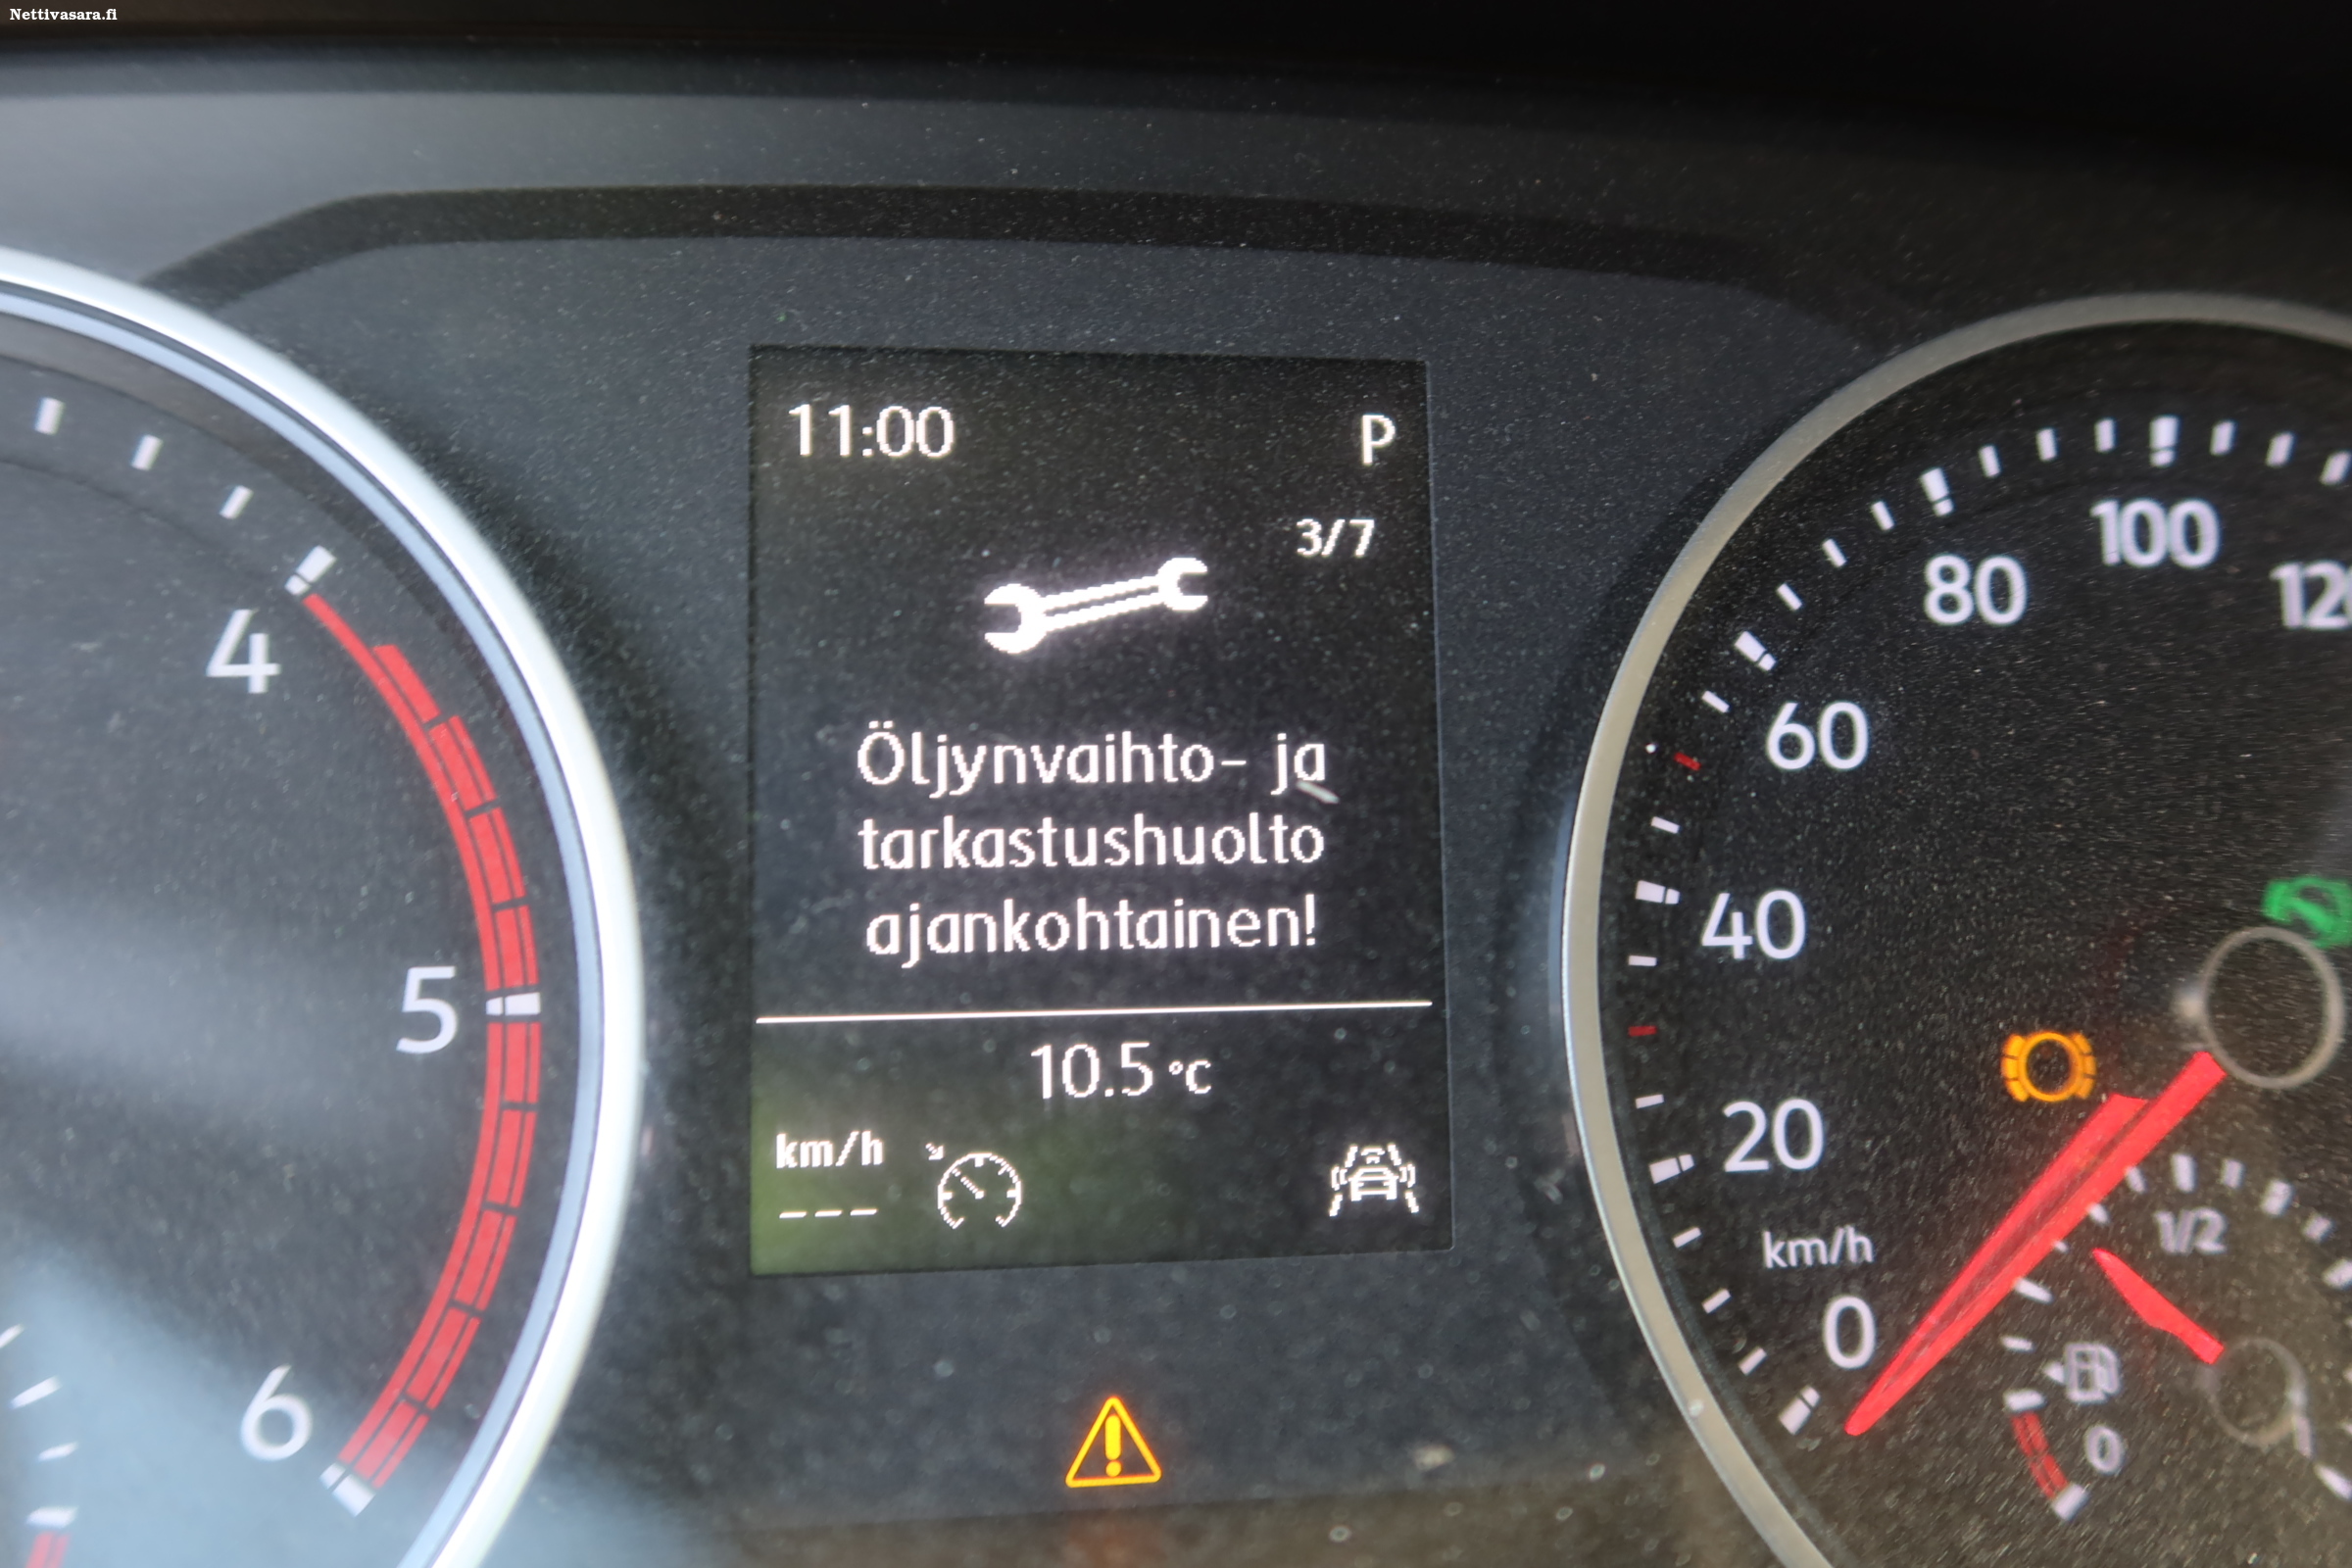 Nettivasara.fi
11:00 P
3/7
Öljynvaihto- ja
tarkastushuolto
ajankohtainen!
10.5 °C
km/h
---
4
5
6
0
20
40
60
80
100
km/h
1/2
0